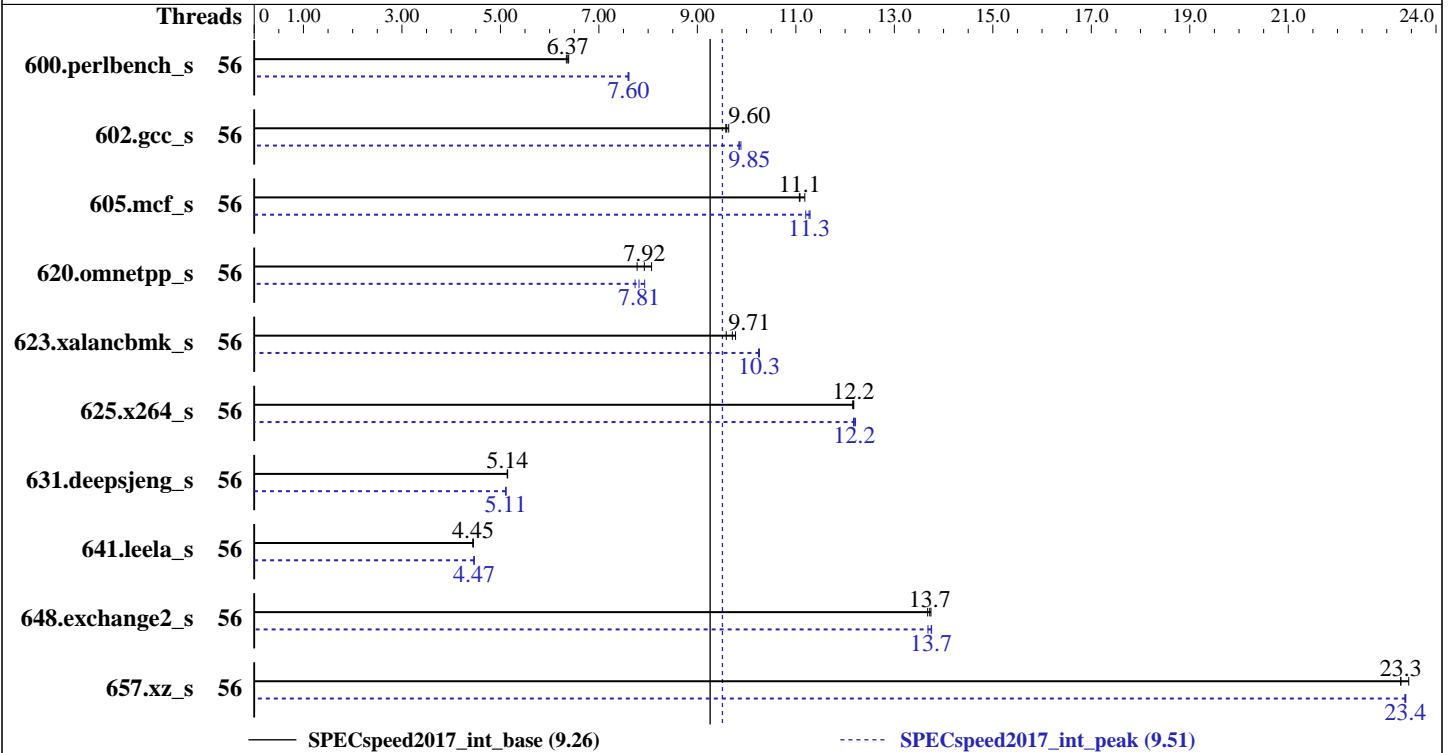 Threads 0 1.00 3.00 5.00 7.00 9.00 11.0 13.0 15.0 17.0 19.0 21.0 24.0
600.perlbench_s 56 6.37
7.60
602.gcc_s 56 9.60
9.85
605.mcf_s 56 11.1
11.3
620.omnetpp_s 56 7.92
7.81
623.xalancbmk_s 56 9.71
10.3
625.x264_s 56 12.2
12.2
631.deepsjeng_s 56 5.14
5.11
641.leela_s 56 4.45
4.47
648.exchange2_s 56 13.7
13.7
657.xz_s 56 23.3
23.4
SPECspeed2017_int_base (9.26) SPECspeed2017_int_peak (9.51)